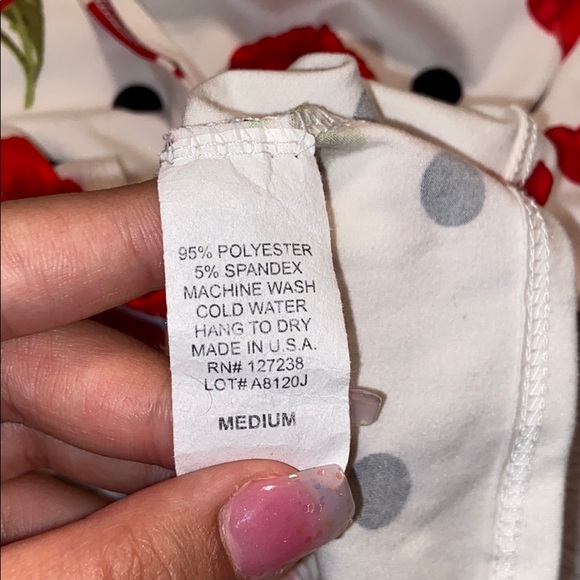 95% POLYESTER
5% SPANDEX
MACHINE WASH
COLD WATER
HANG TO DRY
MADE IN U.S.A.
RN# 127238
LOT# A8120J
MEDIUM